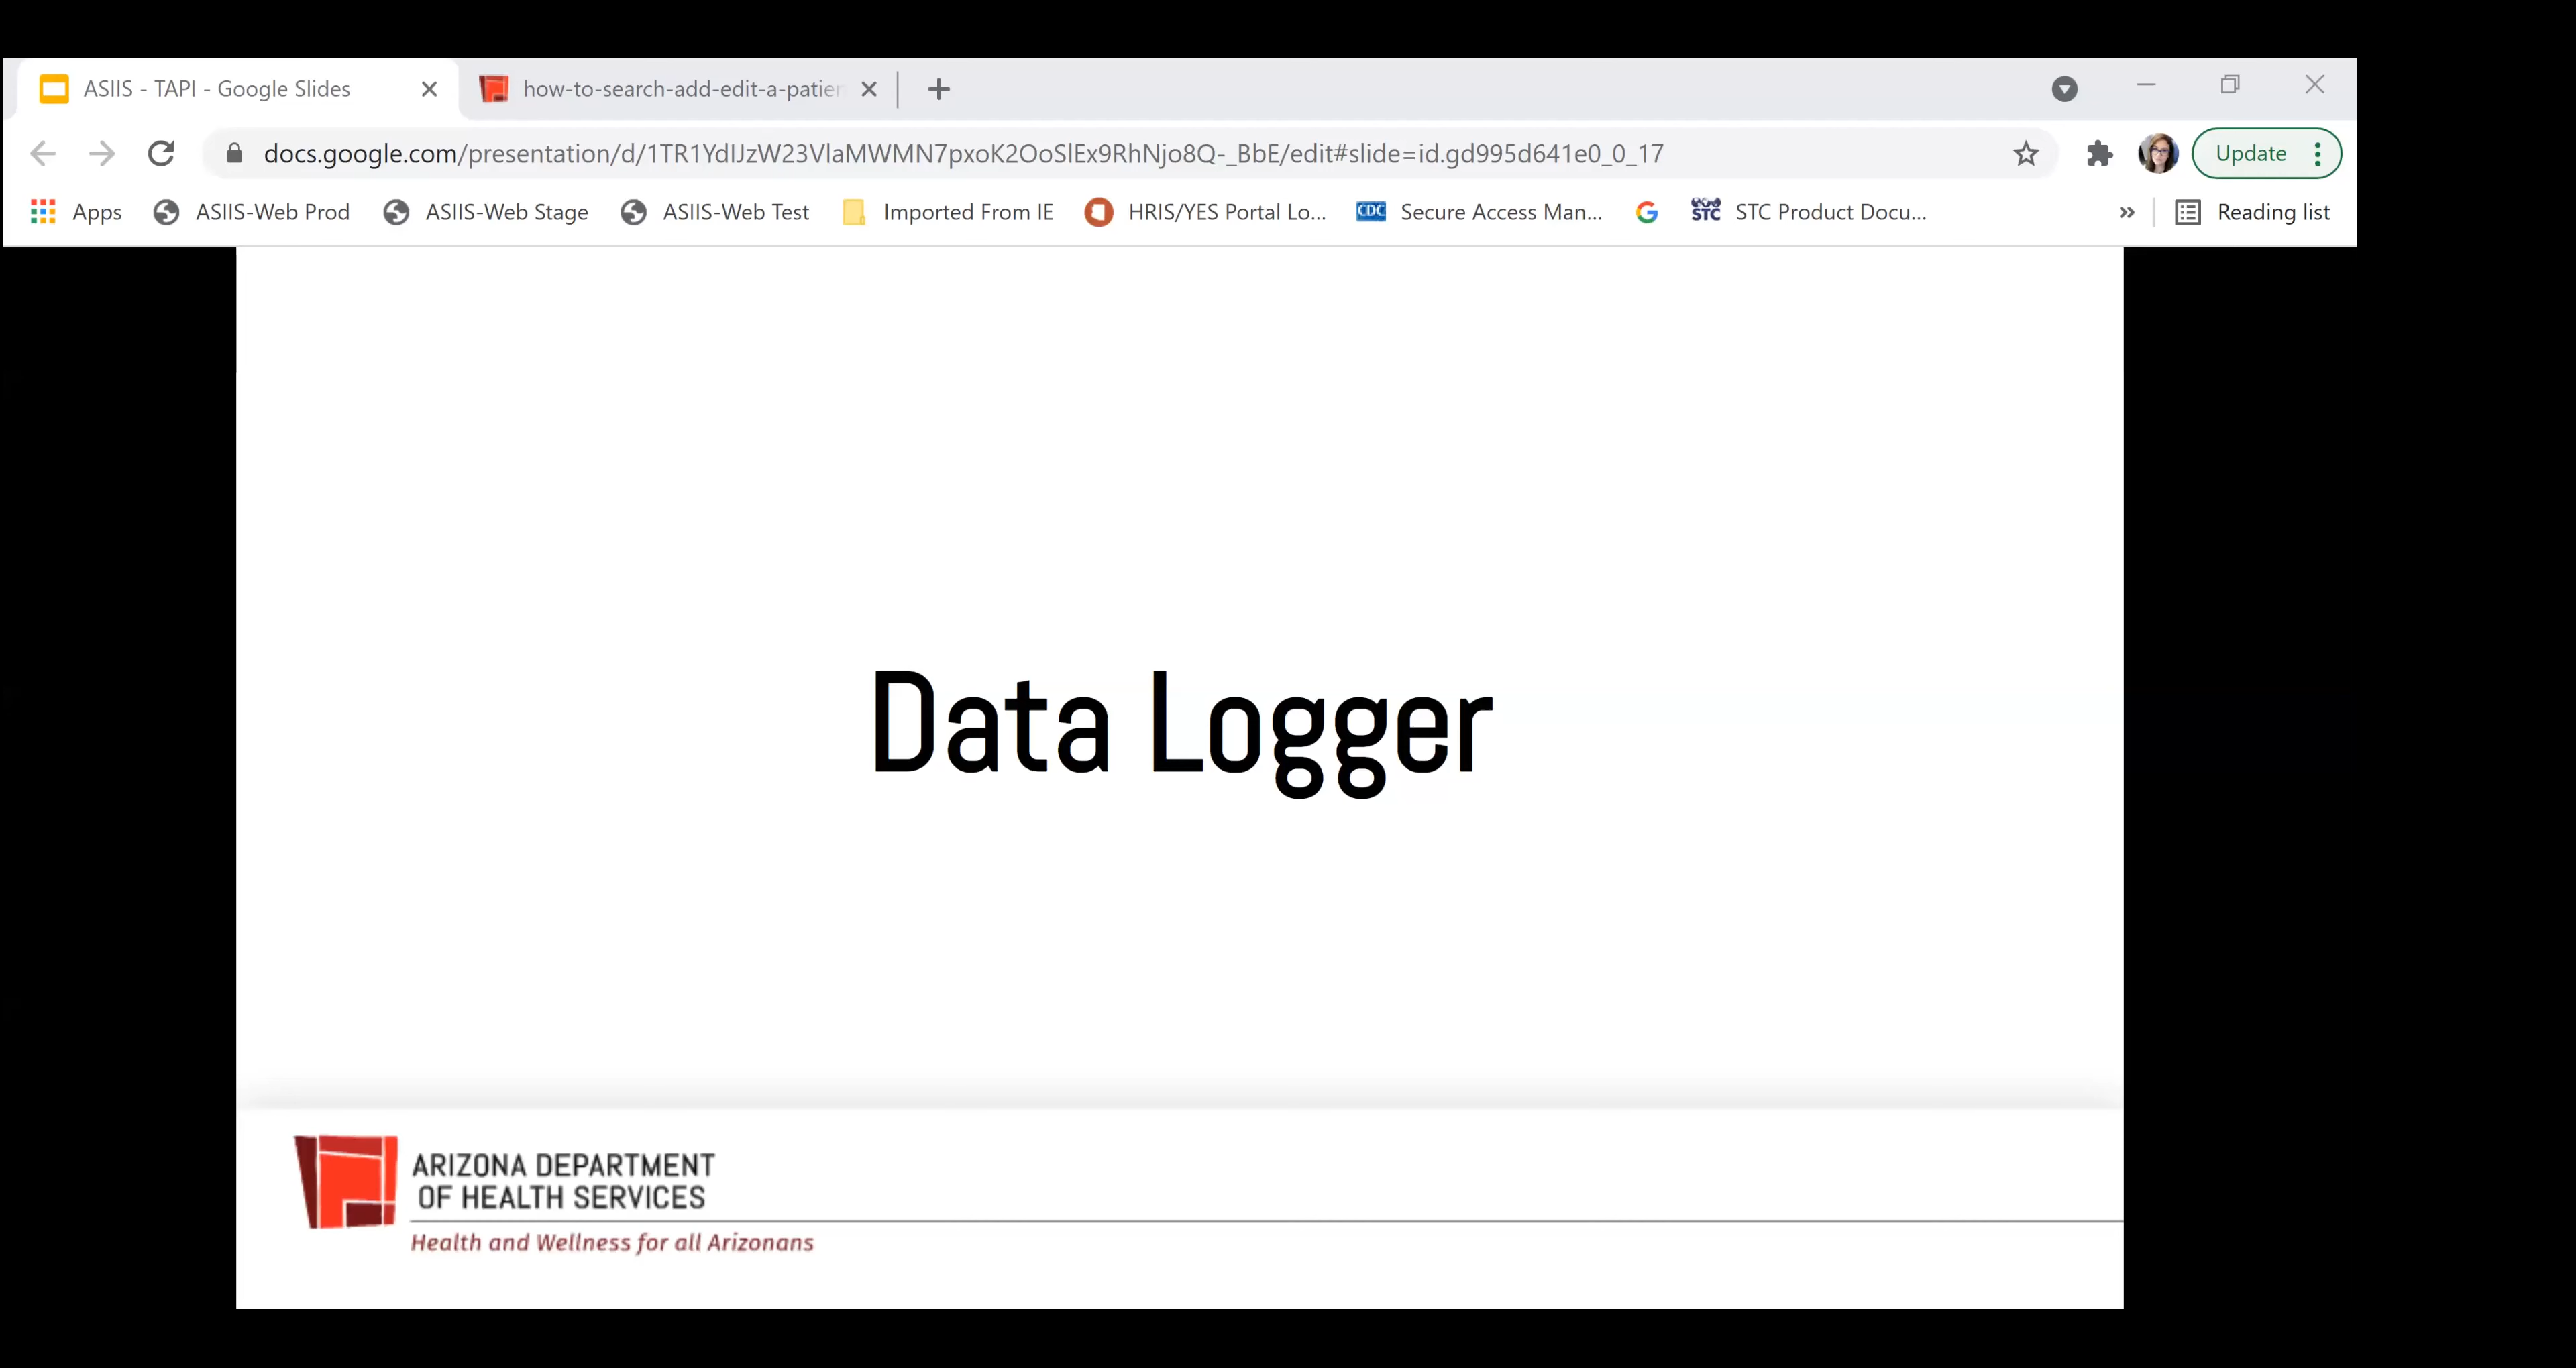 ASIIS - TAPI - Google Slides
how-to-search-add-edit-a-patien
docs.google.com/presentation/d/1TR1YdIJzW23VlaMWMN7pxoK2OoSlEx9RhNjo8Q-_BbE/edit#slide=id.gd995d641e0_0_17
Update
Apps ASIIS-Web Prod ASIIS-Web Stage ASIIS-Web Test Imported From IE HRIS/YES Portal Lo... CDC Secure Access Man... G STC STC Product Docu... » Reading list
Data Logger
ARIZONA DEPARTMENT
OF HEALTH SERVICES
Health and Wellness for all Arizonans